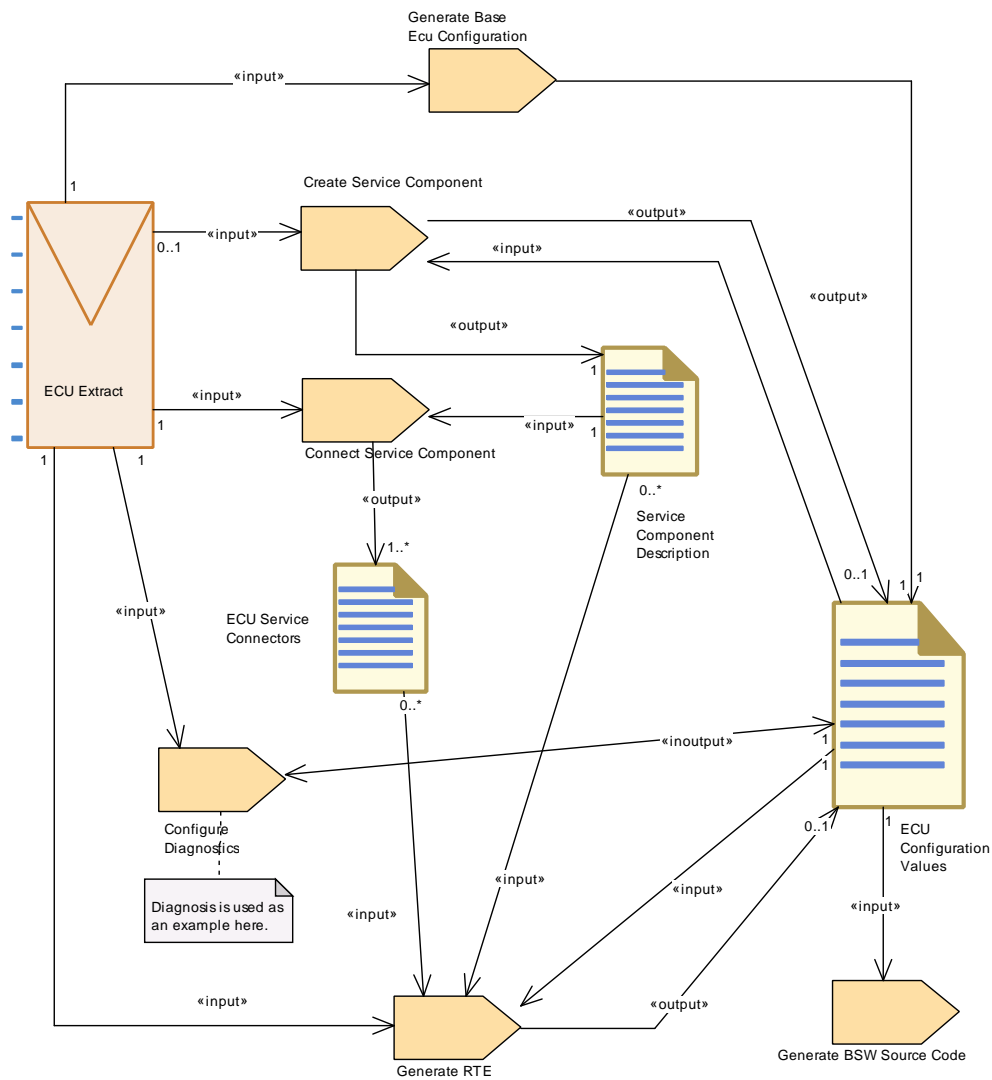 Generate Base
Ecu Configuration
«input»
1
Create Service Component
«output»
0..1
«input»
«input»
«output»
«output»
ECU Extract
1
«input»
1
«input»
1
Connect Service Component
1
1
«output»
0..*
Service
Component
Description
1..*
0..1
1
1
ECU Service
Connectors
«input»
0..*
«inoutput»
1
1
Configure
Diagnostics
0..1
1
ECU
Configuration
Values
Diagnosis is used as
an example here.
«input»
«input»
«input»
«input»
«input»
«output»
Generate RTE
Generate BSW Source Code